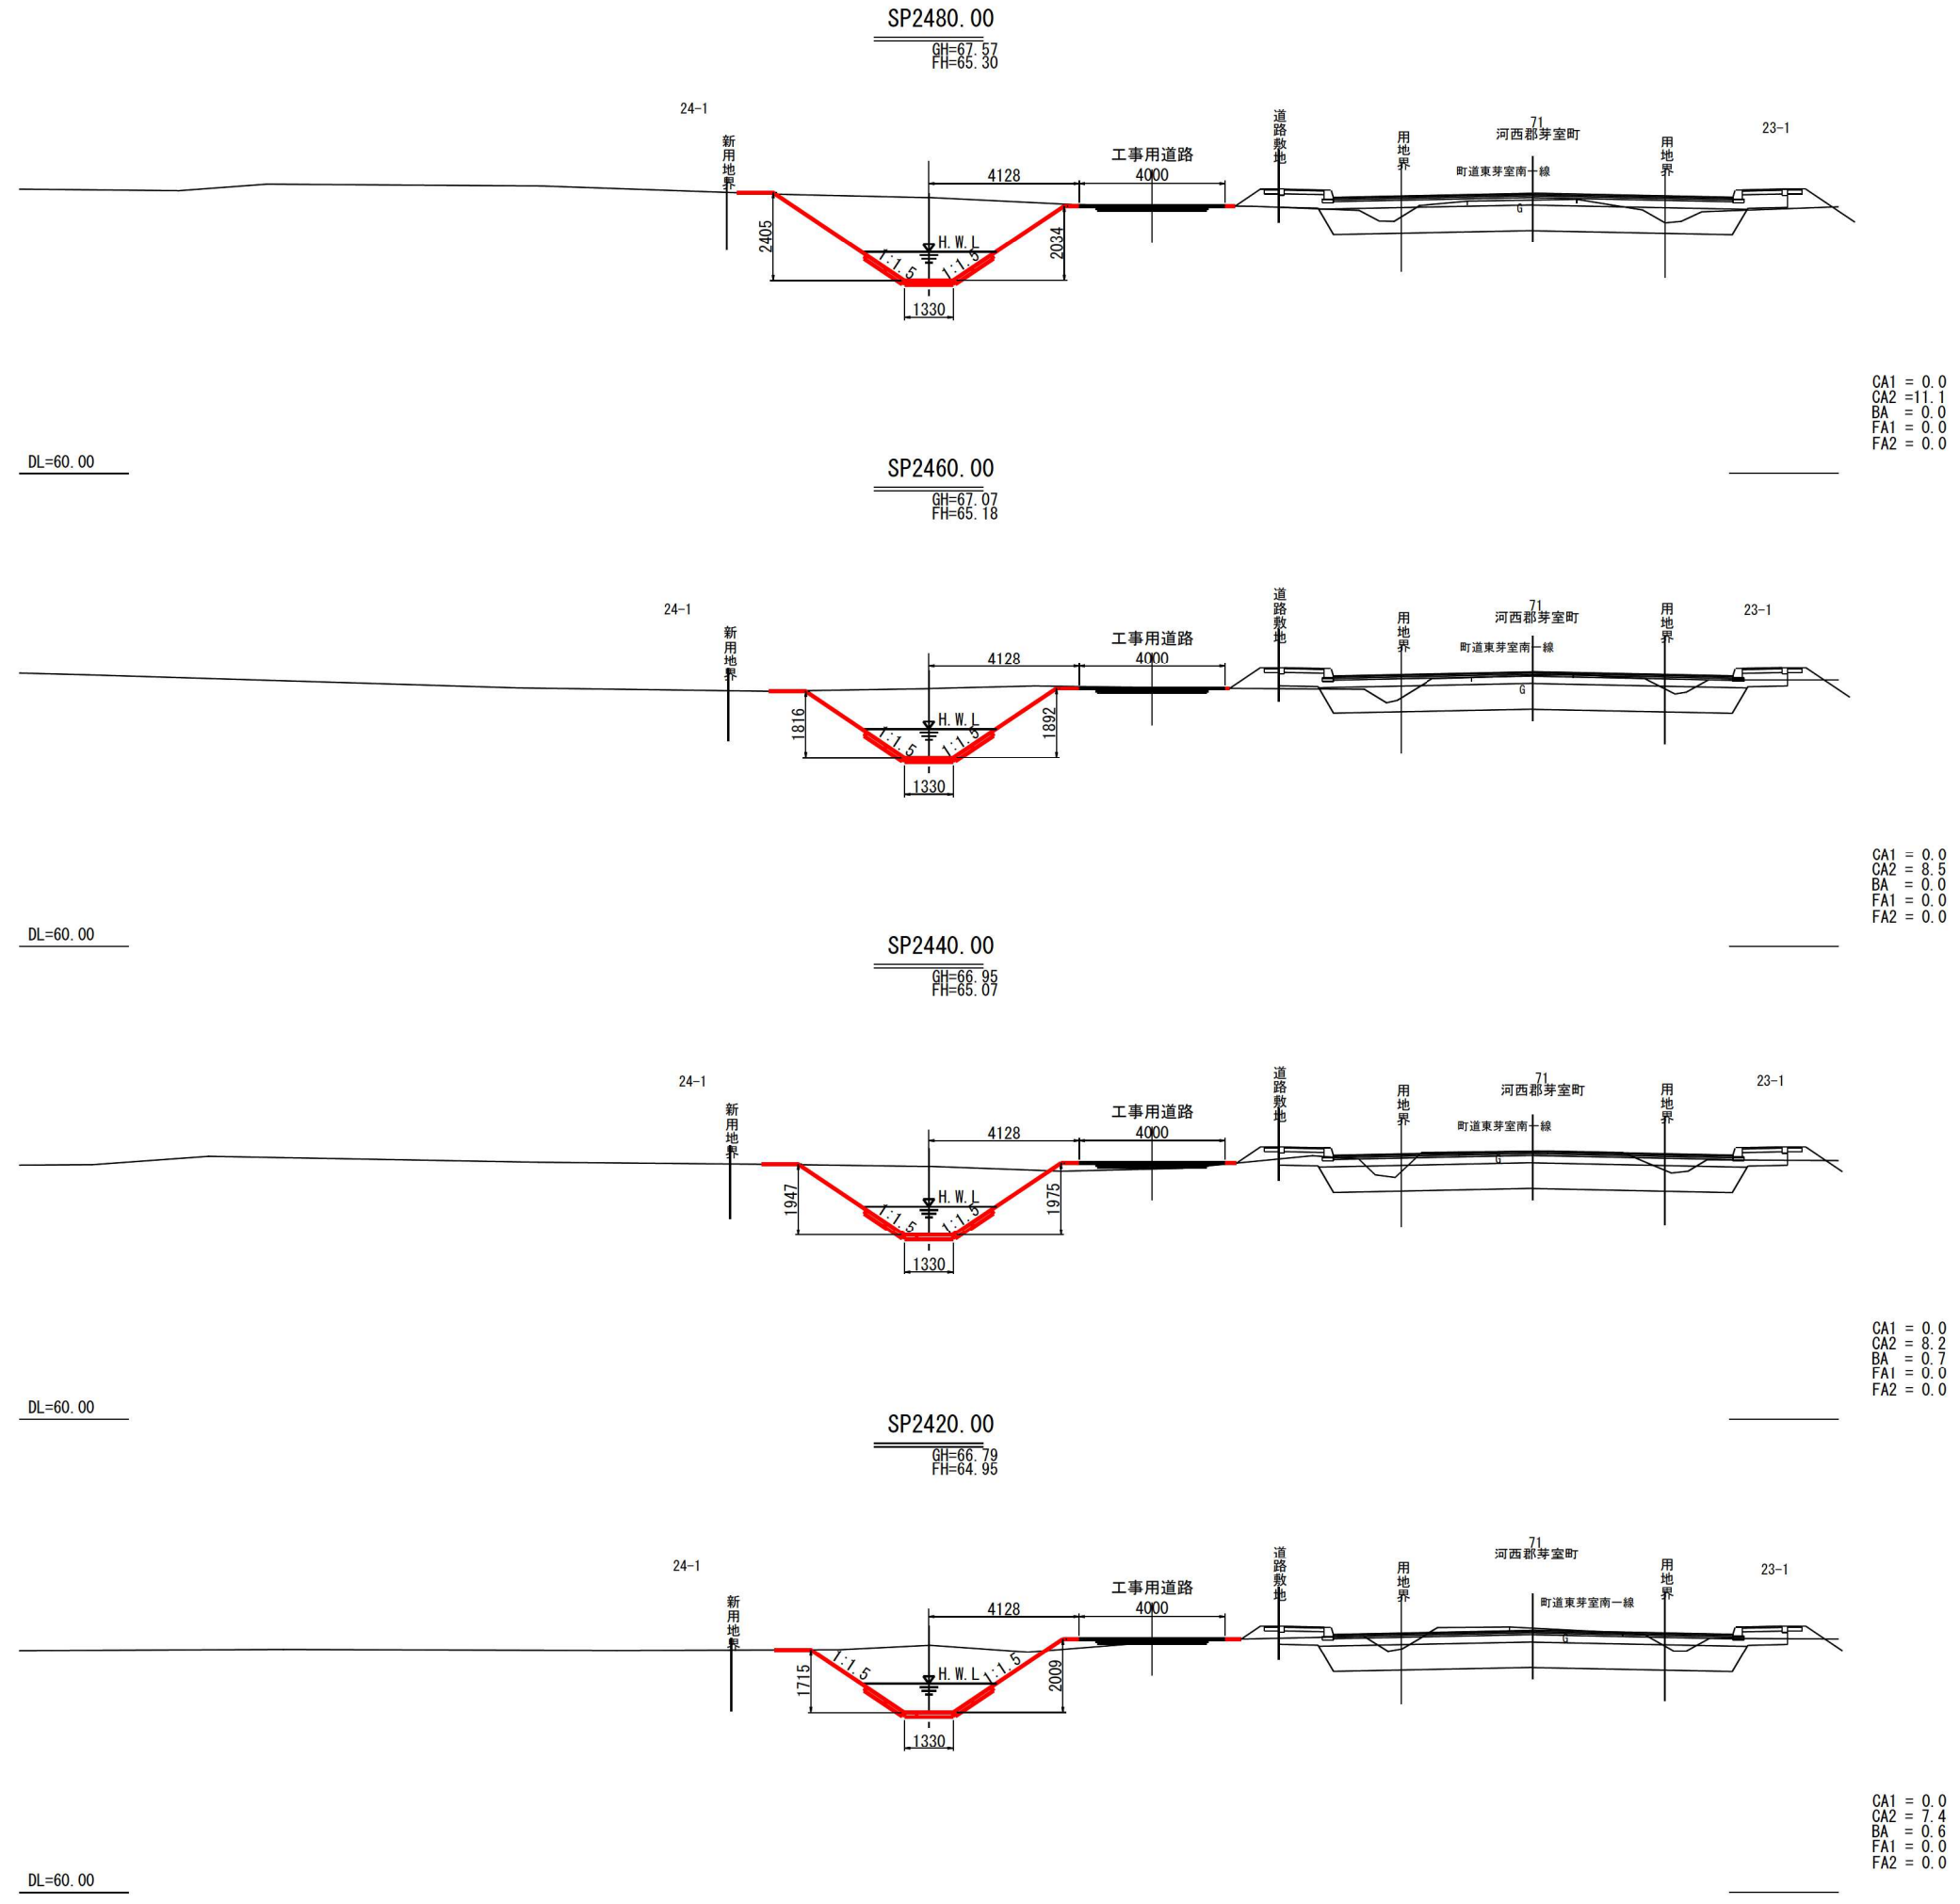 SP2480.00
GH=67.57
FH=65.30
24-1
新用地界
4128
工事用道路
4000
道路敷地
用地界
71
河西郡芽室町
町道東芽室南一線
用地界
23-1
2405
H.W.L
1:1.5
1:1.5
2034
G
1330
CA1 = 0.0
CA2 =11.1
BA = 0.0
FA1 = 0.0
FA2 = 0.0
DL=60.00
SP2460.00
GH=67.07
FH=65.18
24-1
新用地界
4128
工事用道路
4000
道路敷地
用地界
71
河西郡芽室町
町道東芽室南一線
用地界
23-1
1816
H.W.L
1:1.5
1:1.5
1892
G
1330
CA1 = 0.0
CA2 = 8.5
BA = 0.0
FA1 = 0.0
FA2 = 0.0
DL=60.00
SP2440.00
GH=66.95
FH=65.07
24-1
新用地界
4128
工事用道路
4000
道路敷地
用地界
71
河西郡芽室町
町道東芽室南一線
用地界
23-1
1947
H.W.L
1:1.5
1:1.5
1975
G
1330
CA1 = 0.0
CA2 = 8.2
BA = 0.7
FA1 = 0.0
FA2 = 0.0
DL=60.00
SP2420.00
GH=66.79
FH=64.95
24-1
新用地界
4128
工事用道路
4000
道路敷地
用地界
71
河西郡芽室町
町道東芽室南一線
用地界
23-1
1715
1:1.5
H.W.L
1:1.5
2009
G
1330
CA1 = 0.0
CA2 = 7.4
BA = 0.6
FA1 = 0.0
FA2 = 0.0
DL=60.00